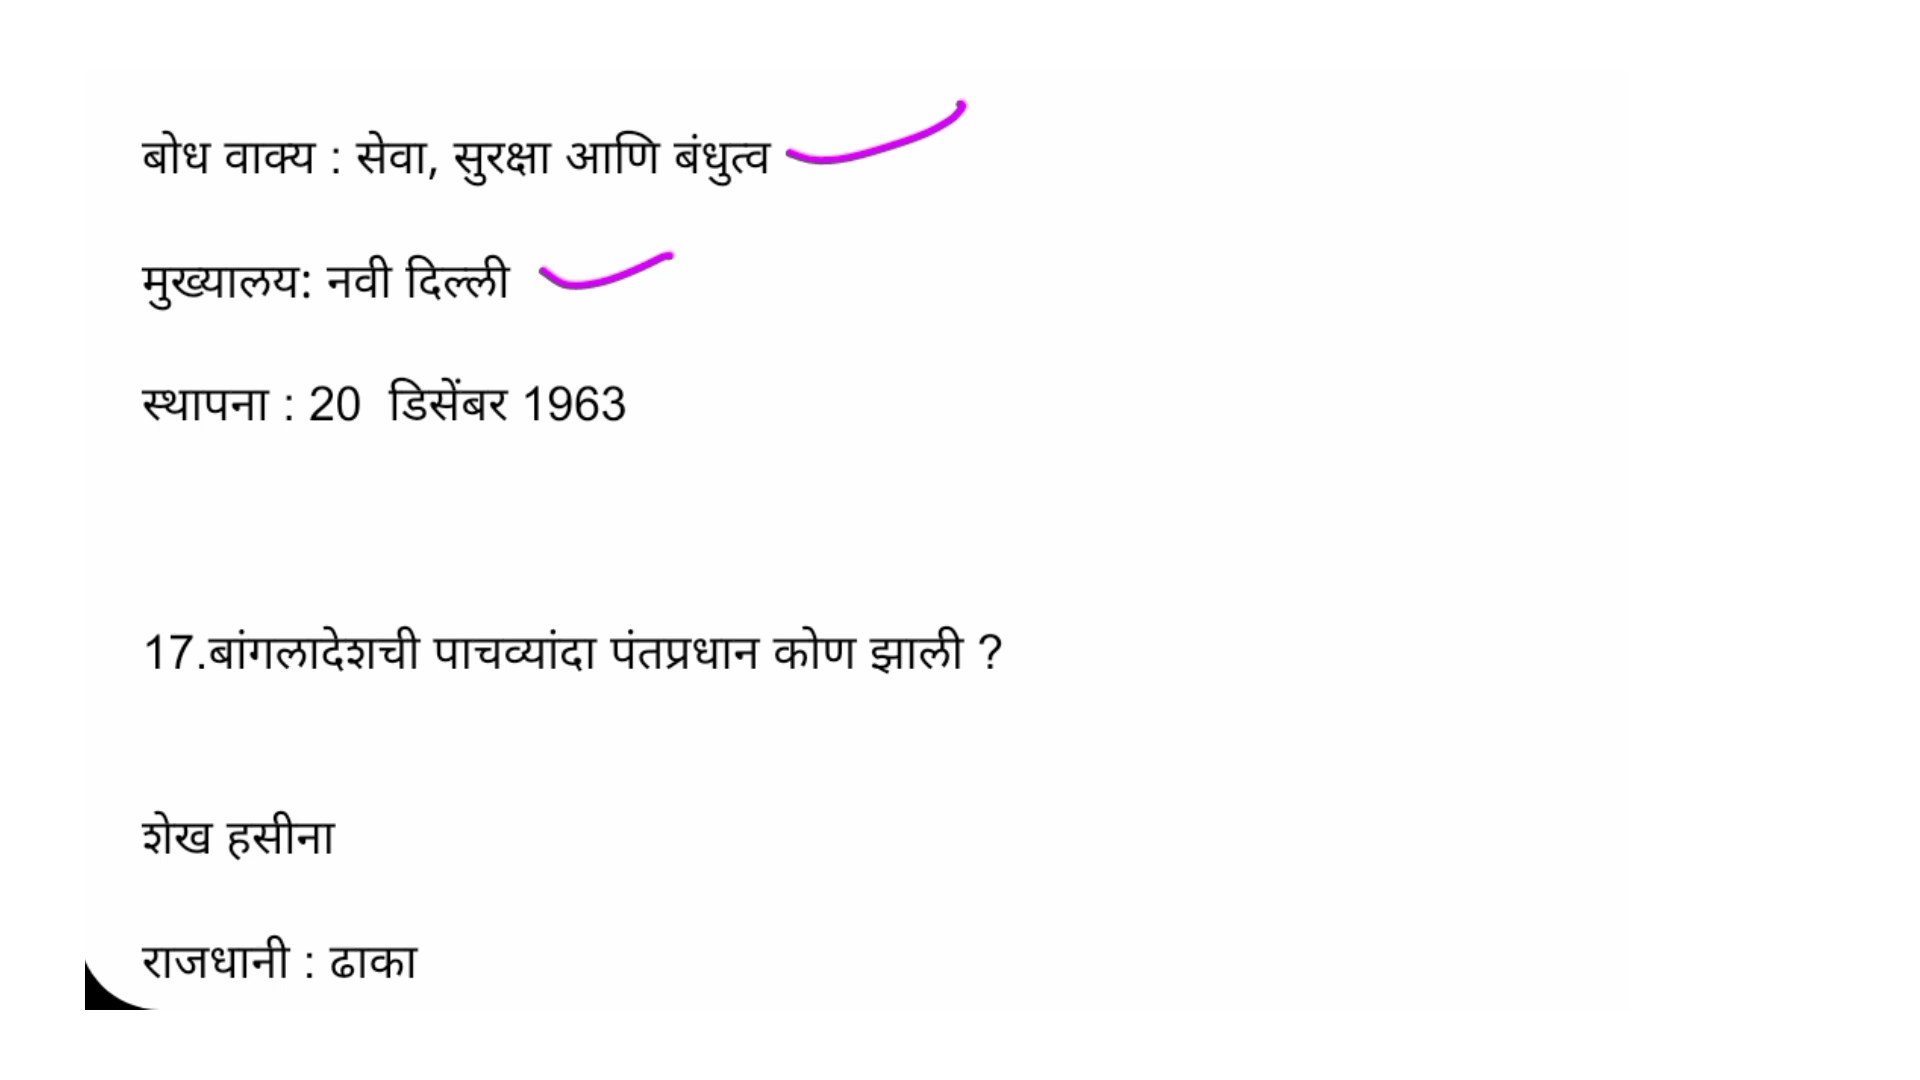 बोध वाक्य : सेवा, सुरक्षा आणि बंधुत्व
मुख्यालय: नवी दिल्ली
स्थापना : 20 डिसेंबर 1963
17.बांगलादेशची पाचव्यांदा पंतप्रधान कोण झाली ?
शेख हसीना
राजधानी : ढाका